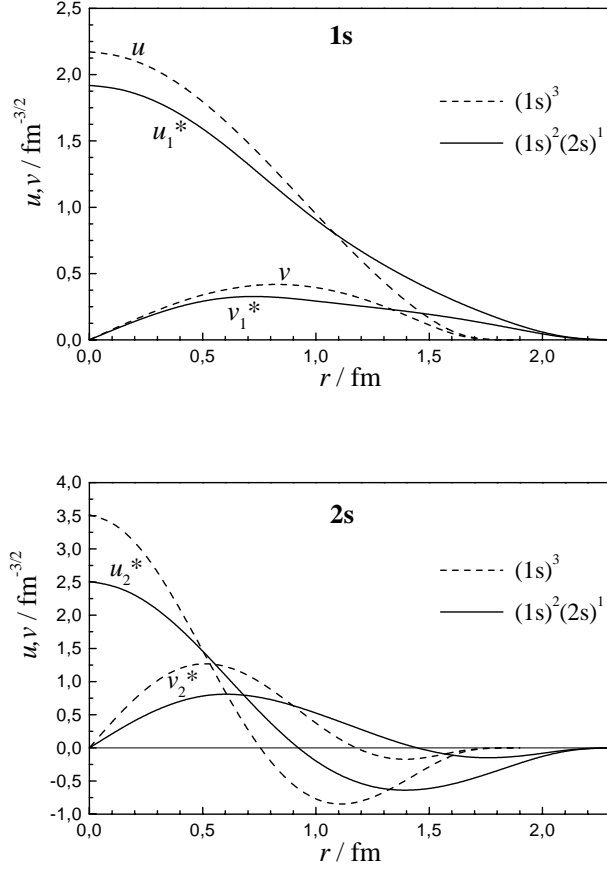 2,5
1s
u
2,0
(1s)³
u₁*
(1s)²(2s)¹
1,5
u,v / fm⁻³/²
1,0
0,5
v
v₁*
0,0
0,0 0,5 1,0 1,5 2,0
r / fm
4,0
2s
3,5
3,0
u₂*
(1s)³
2,5
(1s)²(2s)¹
2,0
u,v / fm⁻³/²
1,5
1,0
v₂*
0,5
0,0
-0,5
-1,0
0,0 0,5 1,0 1,5 2,0
r / fm